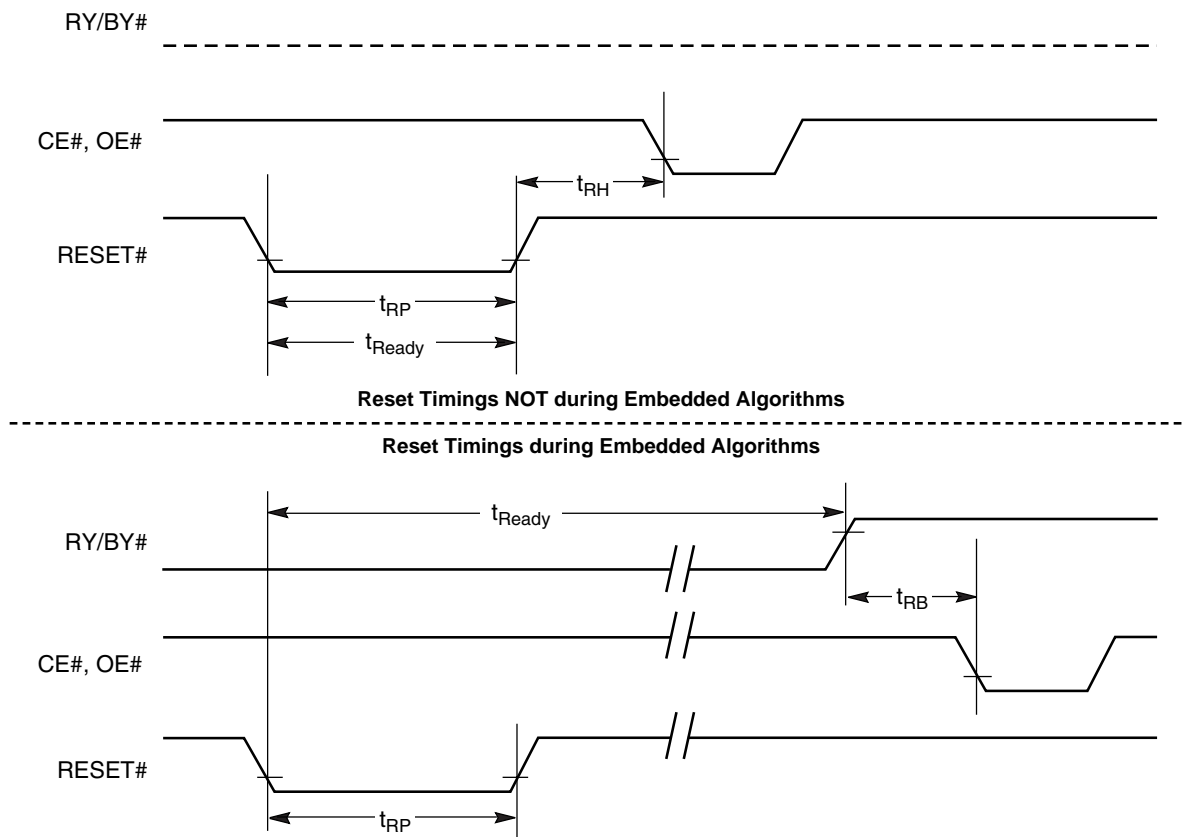 RY/BY#
CE#, OE#
tRH
RESET#
tRP
tReady
Reset Timings NOT during Embedded Algorithms
Reset Timings during Embedded Algorithms
tReady
RY/BY#
tRB
CE#, OE#
RESET#
tRP